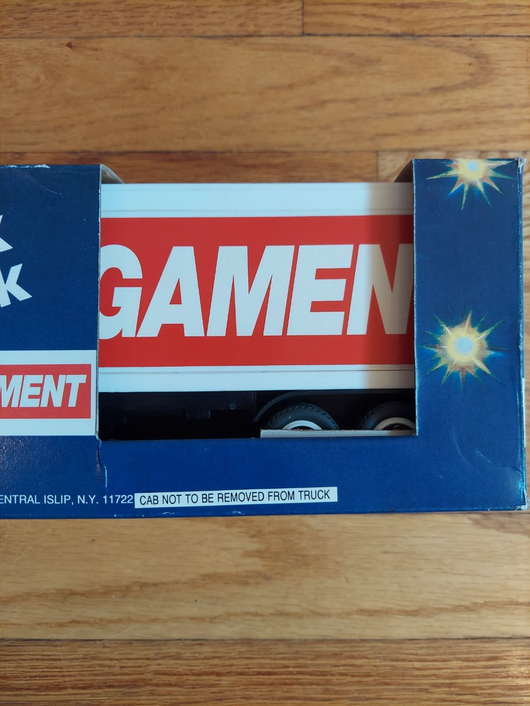 K
K
GAMEN
MENT
ENTRAL ISLIP, N.Y. 11722 CAB NOT TO BE REMOVED FROM TRUCK